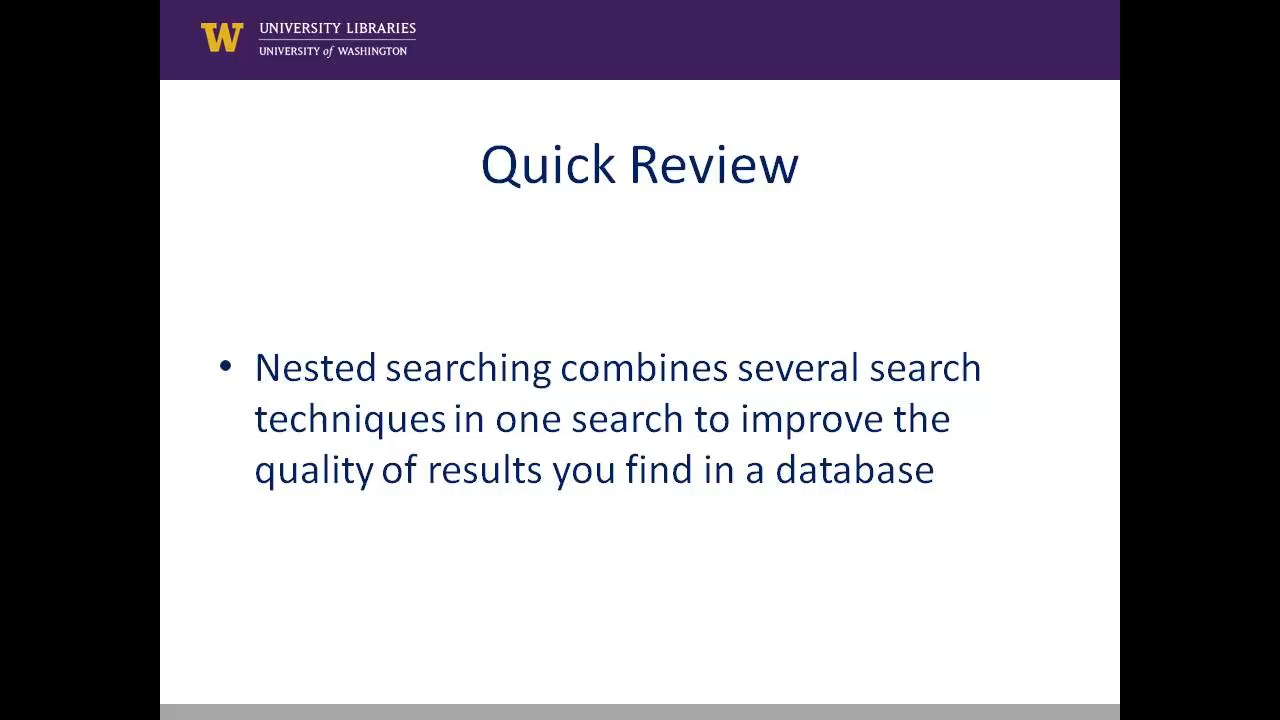 W
UNIVERSITY LIBRARIES
UNIVERSITY of WASHINGTON
Quick Review
• Nested searching combines several search
techniques in one search to improve the
quality of results you find in a database